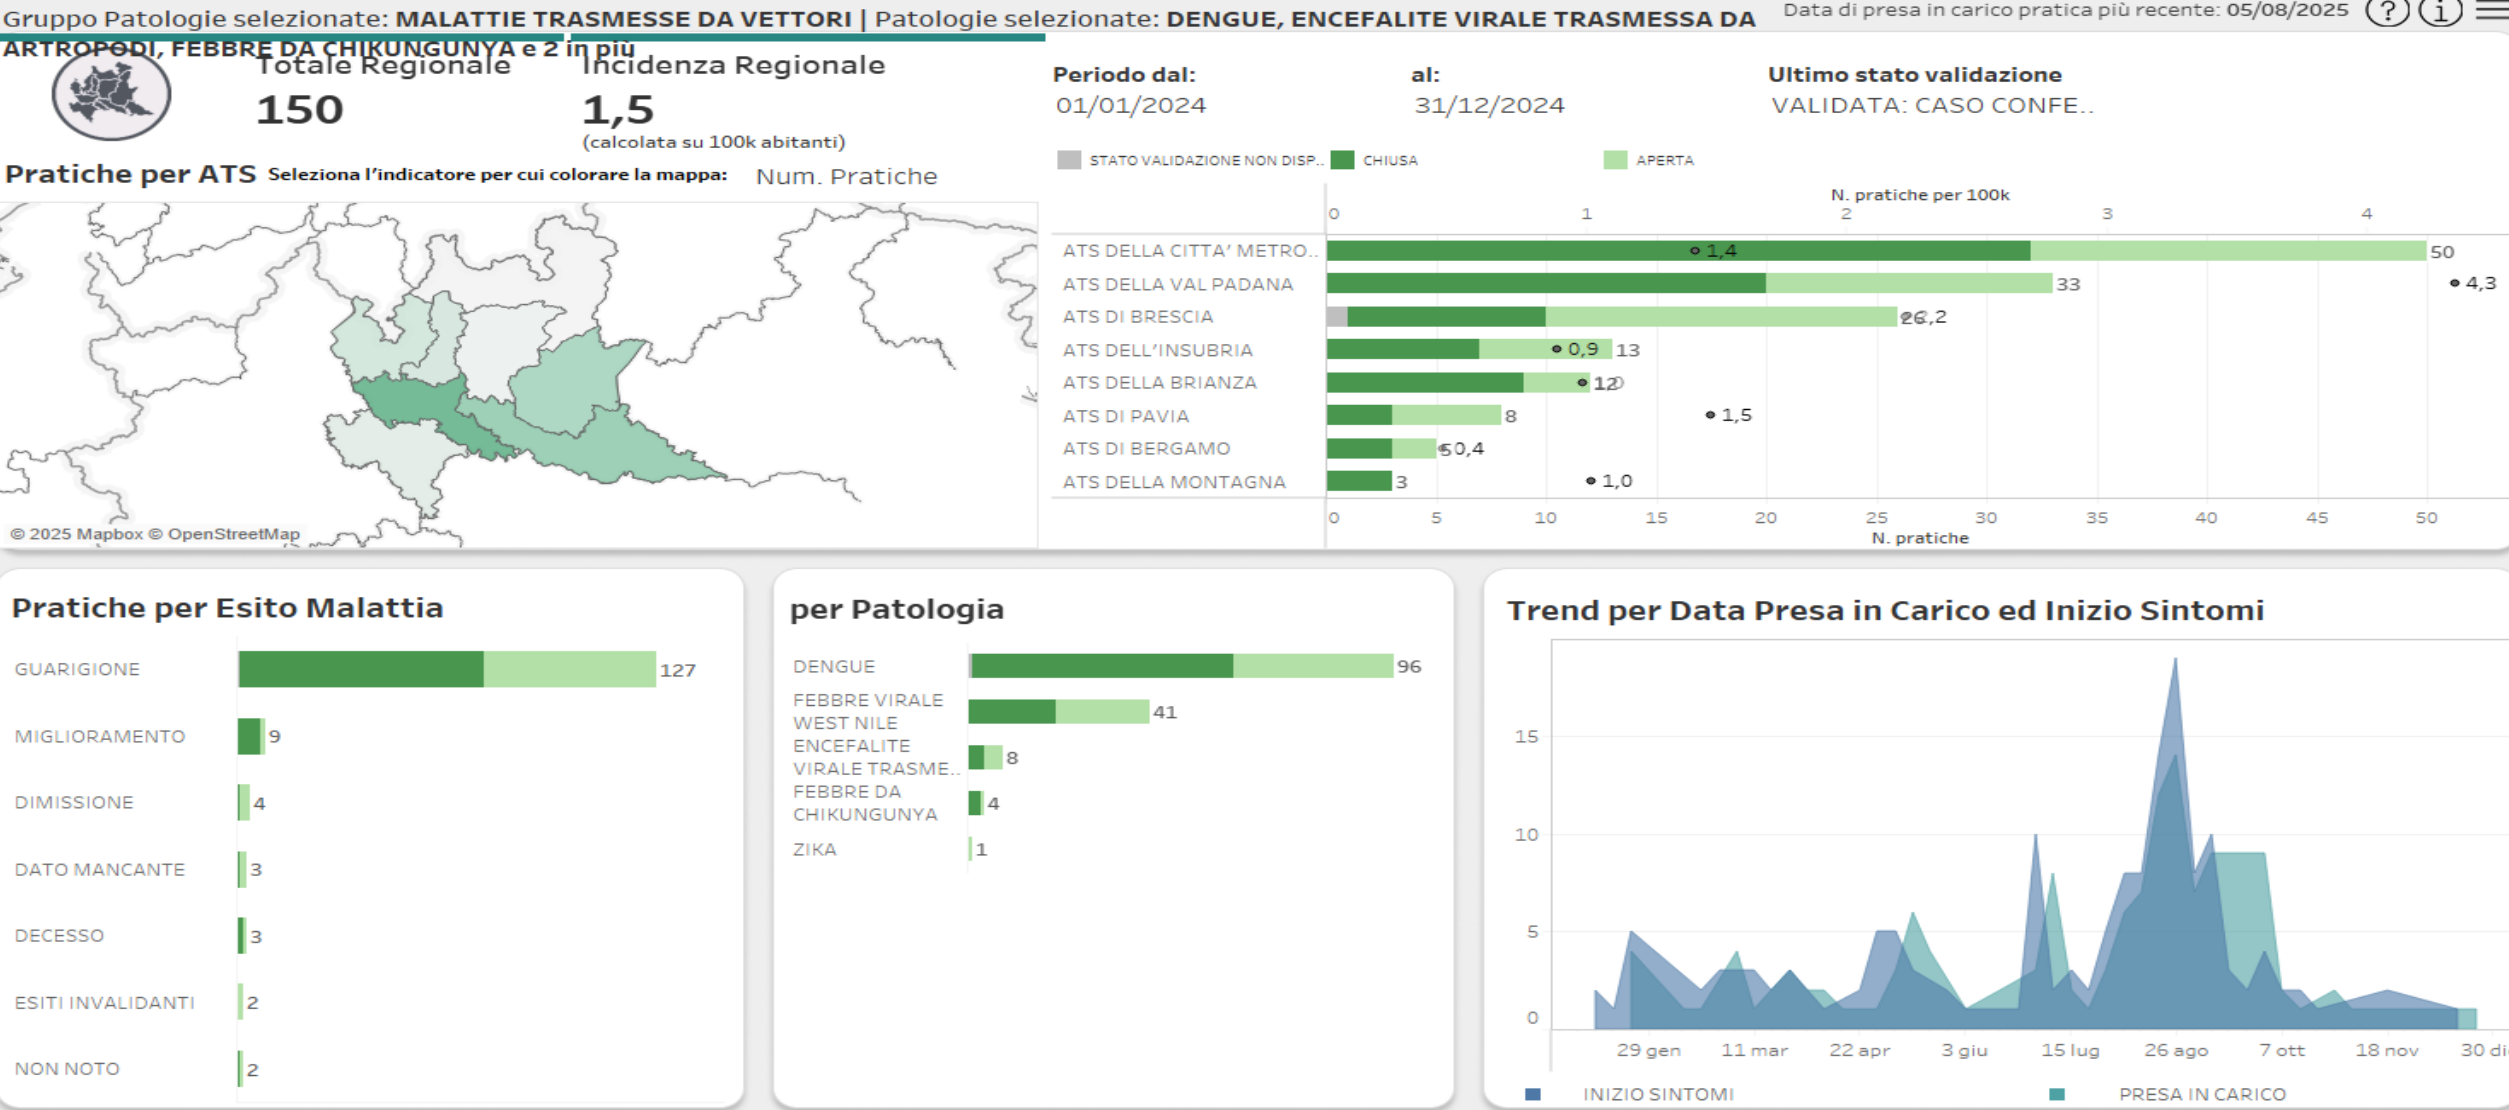 Gruppo Patologie selezionate: MALATTIE TRASMESSE DA VETTORI | Patologie selezionate: DENGUE, ENCEFALITE VIRALE TRASMESSA DA
ARTROPODI, FEBBRE DA CHIKUNGUNYA e 2 in più
Data di presa in carico pratica più recente: 05/08/2025
? i
Totale Regionale
150
Incidenza Regionale
1,5
(calcolata su 100k abitanti)
Periodo dal:
01/01/2024
al:
31/12/2024
Ultimo stato validazione
VALIDATA: CASO CONFE..
Pratiche per ATS Seleziona l'indicatore per cui colorare la mappa: Num. Pratiche
© 2025 Mapbox © OpenStreetMap
STATO VALIDAZIONE NON DISP.. CHIUSA APERTA
N. pratiche per 100k
0 1 2 3 4
ATS DELLA CITTA' METRO.. 1,4 50
ATS DELLA VAL PADANA 33 4,3
ATS DI BRESCIA 26 2,2
ATS DELL'INSUBRIA 0,9 13
ATS DELLA BRIANZA 12 1,0
ATS DI PAVIA 8 1,5
ATS DI BERGAMO 5 0,4
ATS DELLA MONTAGNA 3 1,0
0 5 10 15 20 25 30 35 40 45 50
N. pratiche
Pratiche per Esito Malattia
GUARIGIONE 127
MIGLIORAMENTO 9
DIMISSIONE 4
DATO MANCANTE 3
DECESSO 3
ESITI INVALIDANTI 2
NON NOTO 2
per Patologia
DENGUE 96
FEBBRE VIRALE
WEST NILE 41
ENCEFALITE
VIRALE TRASME.. 8
FEBBRE DA
CHIKUNGUNYA 4
ZIKA 1
Trend per Data Presa in Carico ed Inizio Sintomi
15
10
5
0
29 gen 11 mar 22 apr 3 giu 15 lug 26 ago 7 ott 18 nov 30 di
INIZIO SINTOMI PRESA IN CARICO